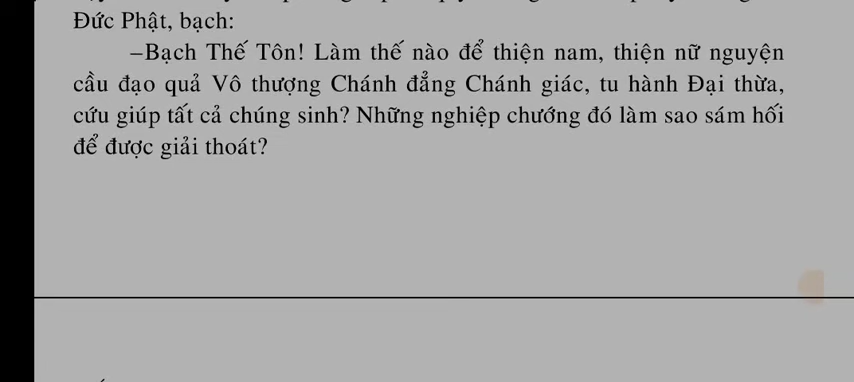 Đức Phật, bạch:
–Bạch Thế Tôn! Làm thế nào để thiện nam, thiện nữ nguyện
cầu đạo quả Vô thượng Chánh đẳng Chánh giác, tu hành Đại thừa,
cứu giúp tất cả chúng sinh? Những nghiệp chướng đó làm sao sám hối
để được giải thoát?